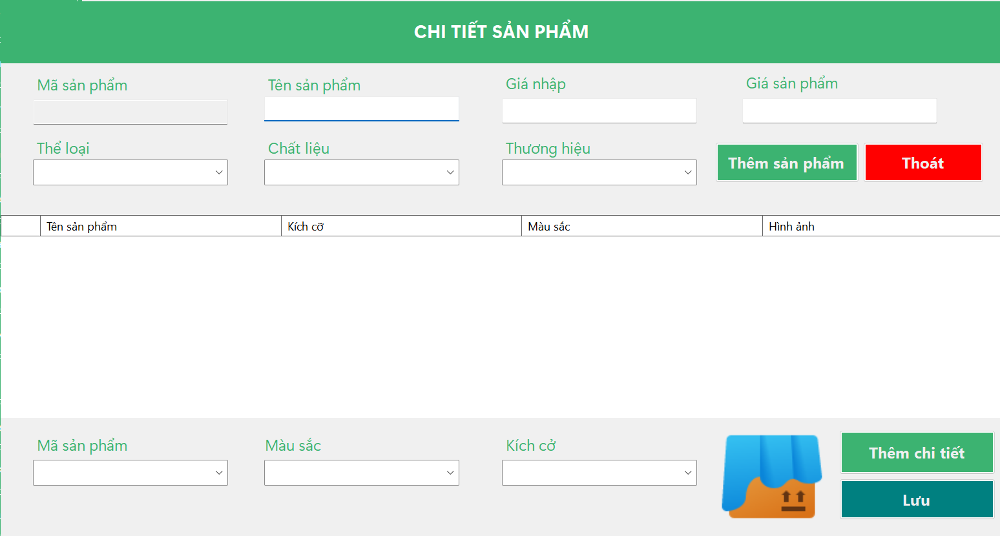 CHI TIẾT SẢN PHẨM
Mã sản phẩm
Tên sản phẩm
Giá nhập
Giá sản phẩm
Thể loại
Chất liệu
Thương hiệu
Thêm sản phẩm
Thoát
Tên sản phẩm
Kích cỡ
Màu sắc
Hình ảnh
Mã sản phẩm
Màu sắc
Kích cở
Thêm chi tiết
Lưu